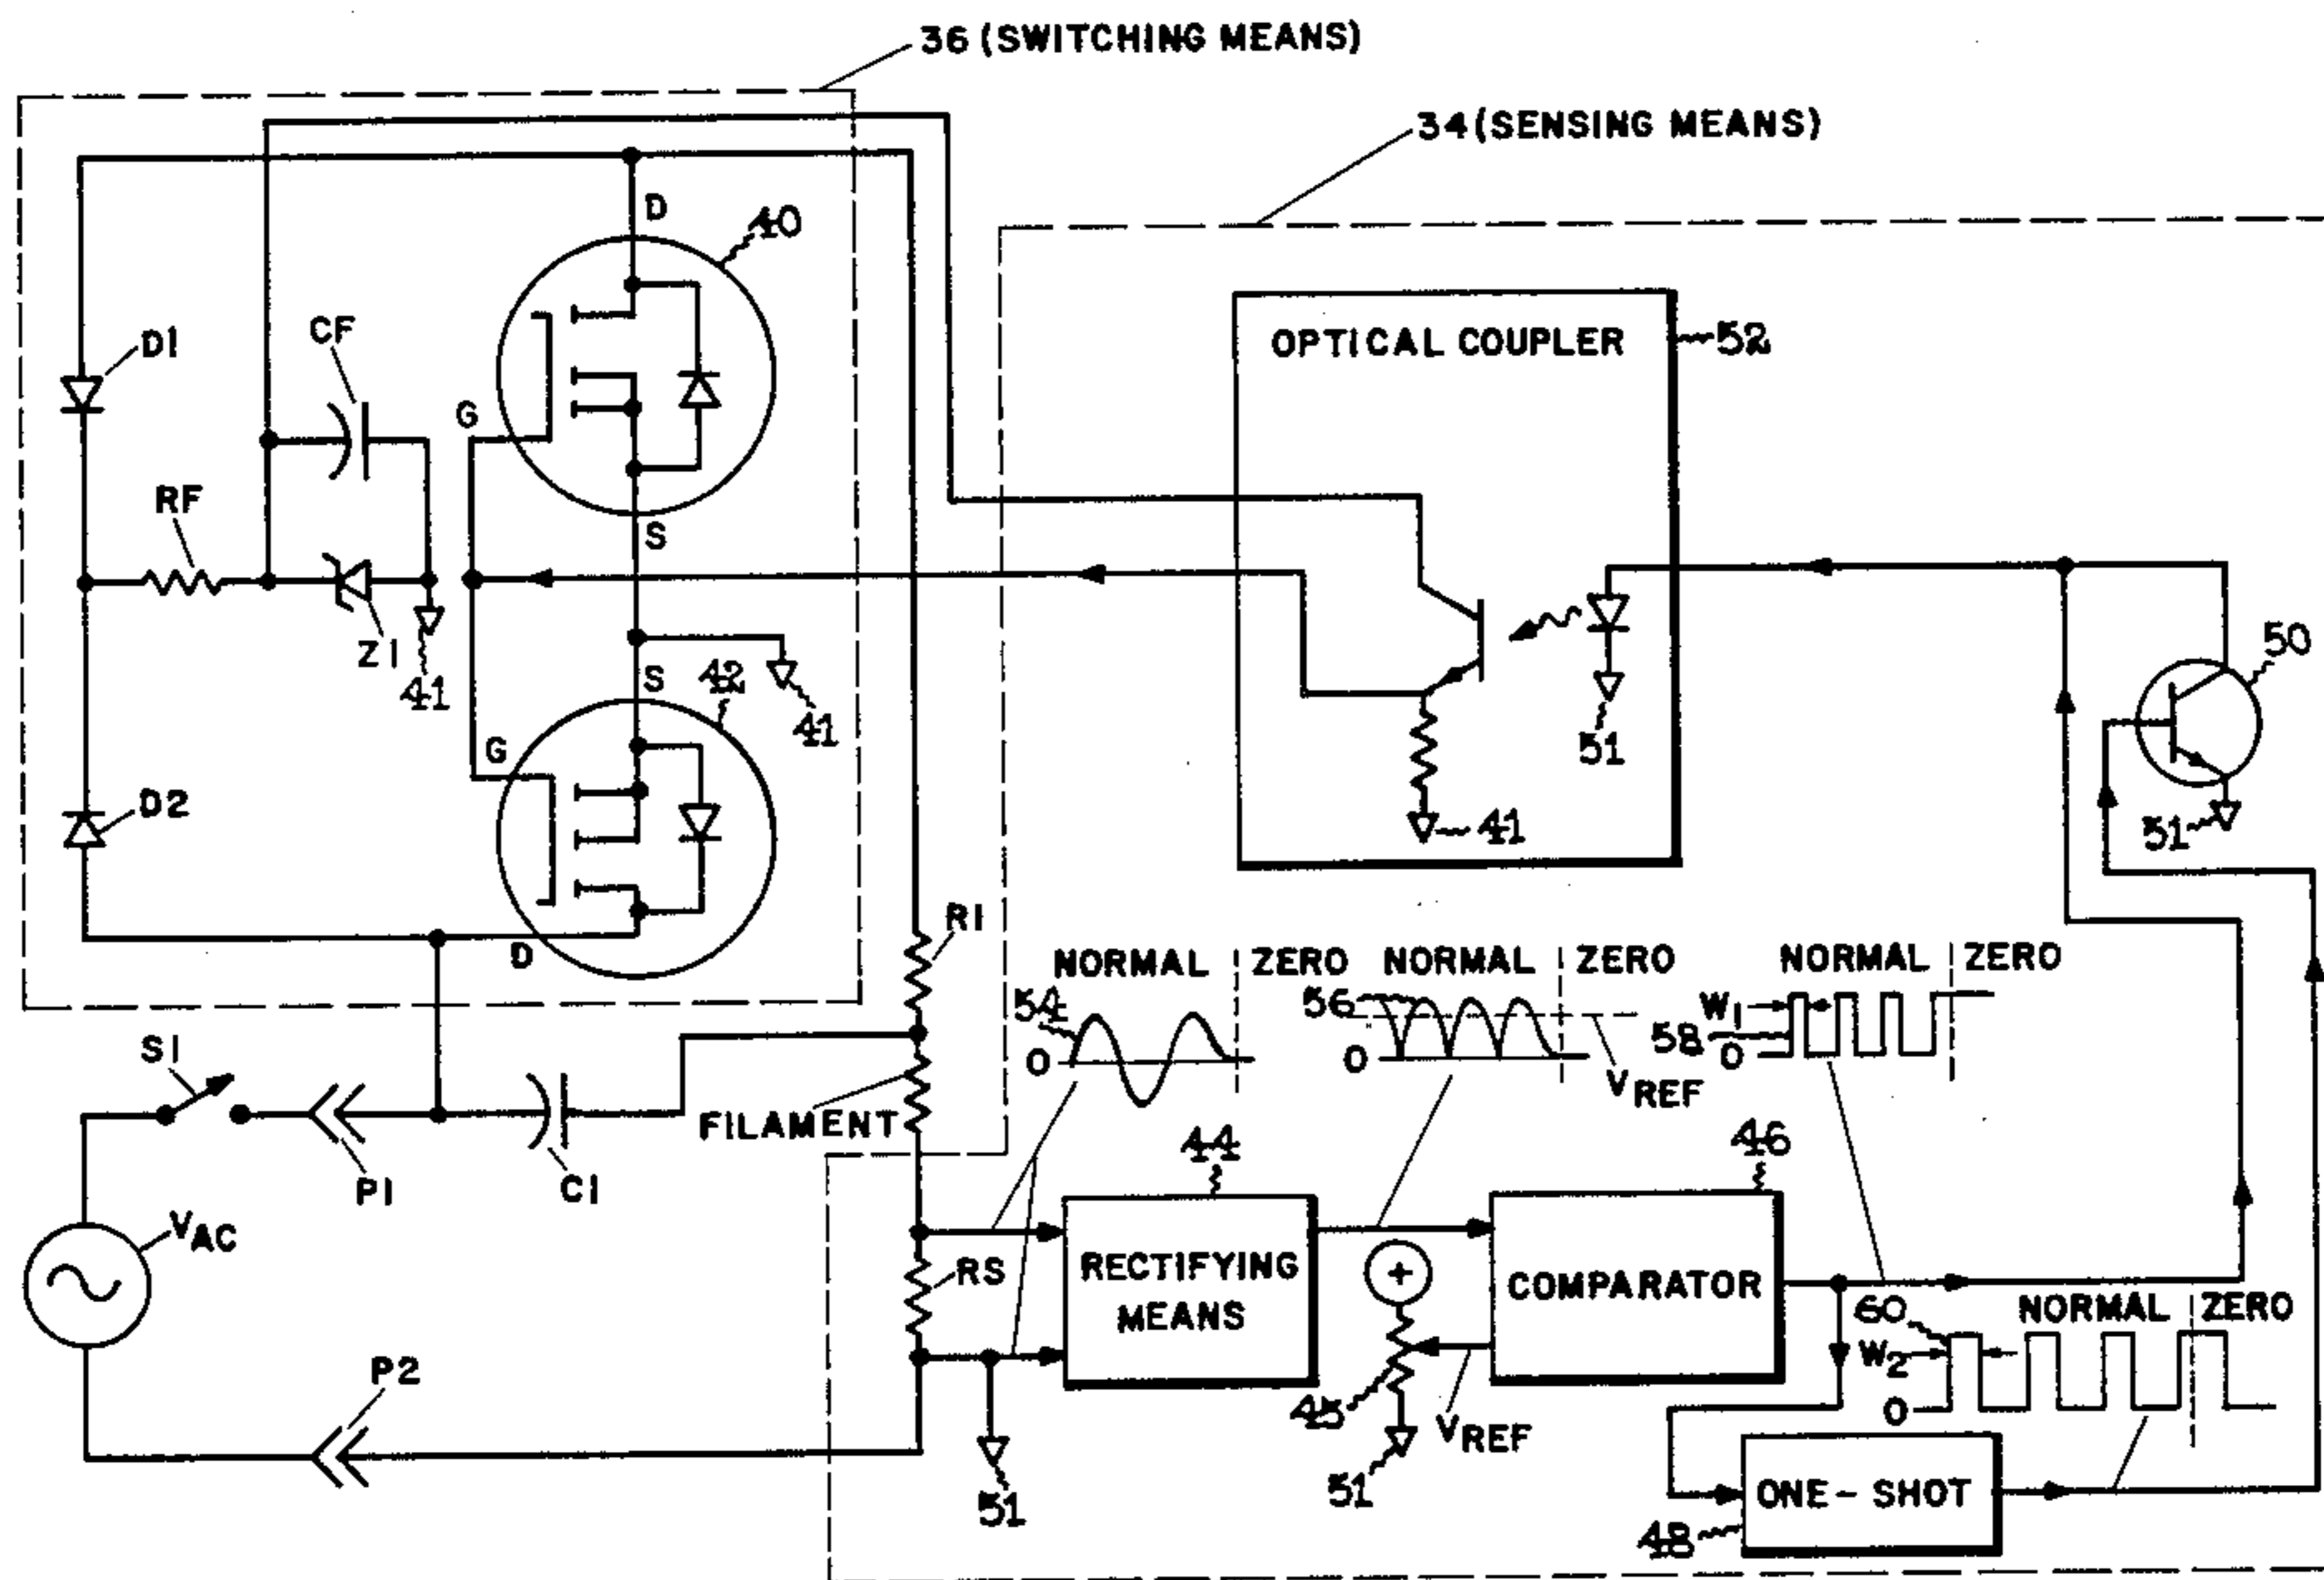 36 (SWITCHING MEANS)
34 (SENSING MEANS)
D
40
D1
CF
G
OPTICAL COUPLER
52
RF
S
Z1
41
S
42
41
50
G
51
D2
41
51
D
R1
NORMAL
ZERO
NORMAL
ZERO
NORMAL
ZERO
54
0
56
0
VREF
W1
58
0
S1
FILAMENT
P1
C1
44
46
VAC
RS
RECTIFYING
MEANS
+
COMPARATOR
60
NORMAL
ZERO
W2
0
P2
45
VREF
51
51
ONE-SHOT
48